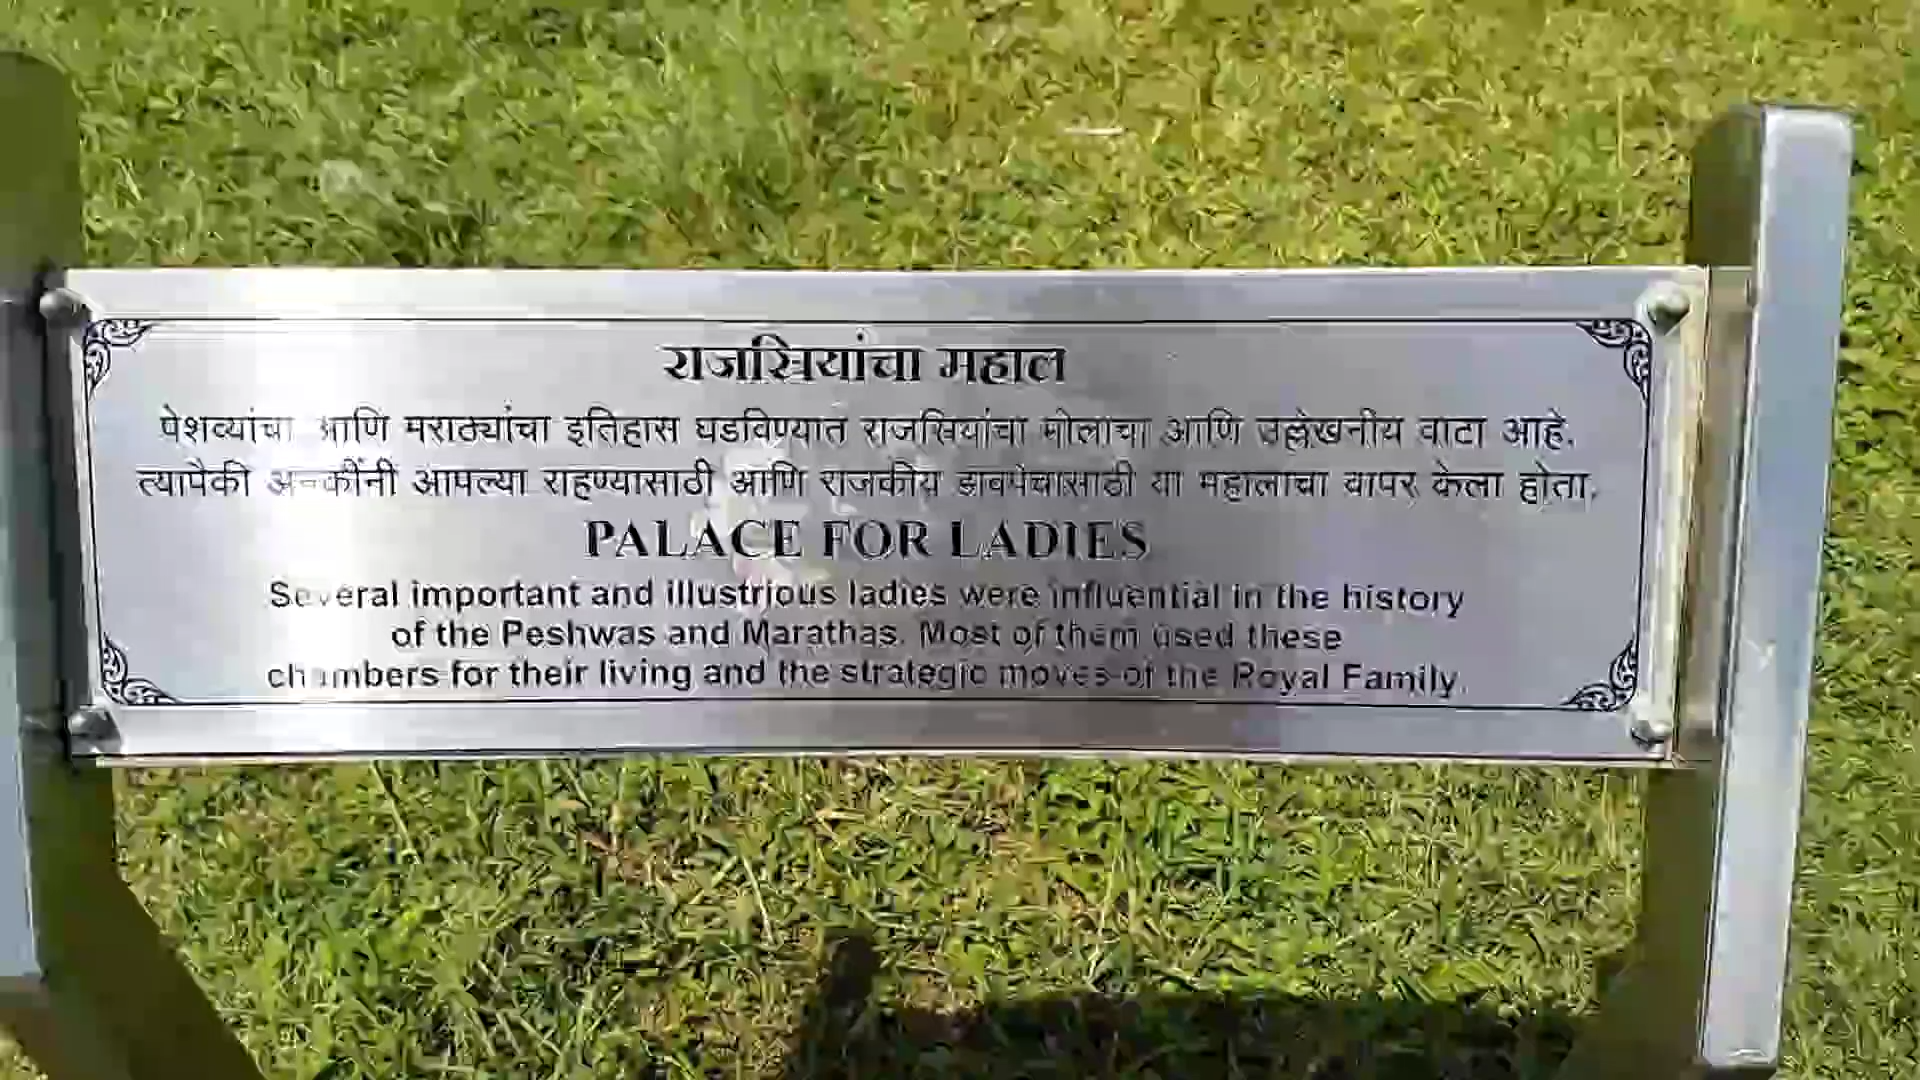 राजस्त्रियांचा महाल
पेशव्यांचा आणि मराठ्यांचा इतिहास घडविण्यात राजस्त्रियांचा मोलाचा आणि उल्लेखनीय वाटा आहे.
त्यापैकी अनेकींनी आपल्या राहण्यासाठी आणि राजकीय डावपेचासाठी या महालाचा वापर केला होता.
PALACE FOR LADIES
Several important and illustrious ladies were influential in the history
of the Peshwas and Marathas. Most of them used these
chambers for their living and the strategic moves of the Royal Family.